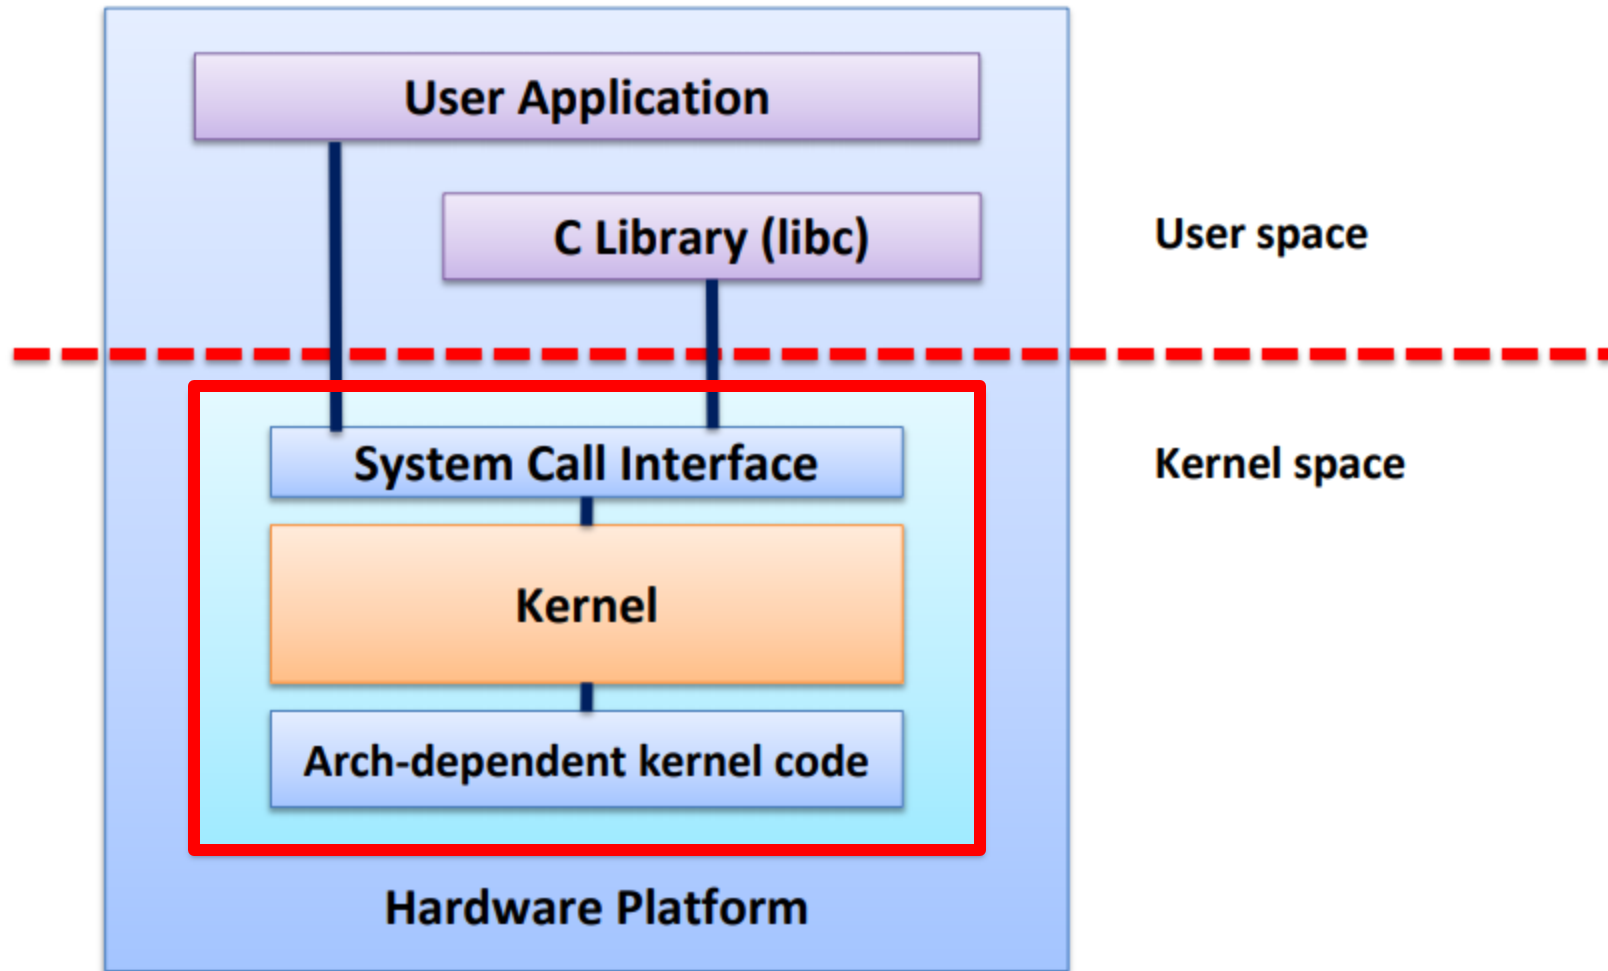 User Application
C Library (libc)
User space
System Call Interface
Kernel space
Kernel
Arch-dependent kernel code
Hardware Platform